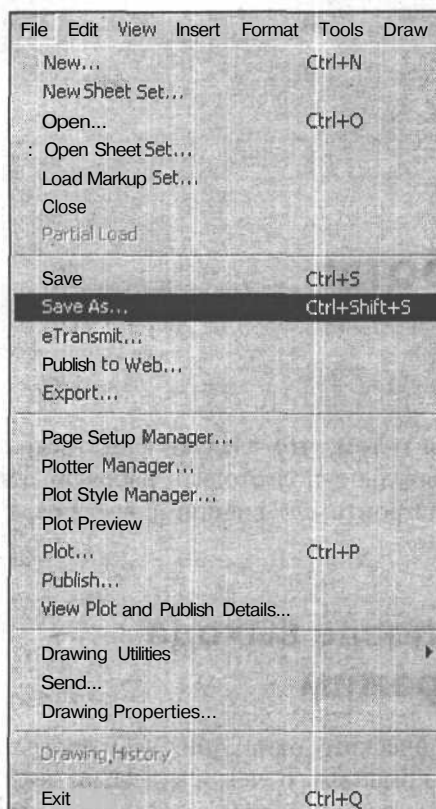 File Edit View Insert Format Tools Draw
New... Ctrl+N
New Sheet Set...
Open... Ctrl+O
: Open Sheet Set...
Load Markup Set...
Close
Partial Load
Save Ctrl+S
Save As... Ctrl+Shift+S
eTransmit...
Publish to Web...
Export...
Page Setup Manager...
Plotter Manager...
Plot Style Manager...
Plot Preview
Plot... Ctrl+P
Publish...
View Plot and Publish Details...
Drawing Utilities
Send...
Drawing Properties...
Drawing History
Exit Ctrl+Q